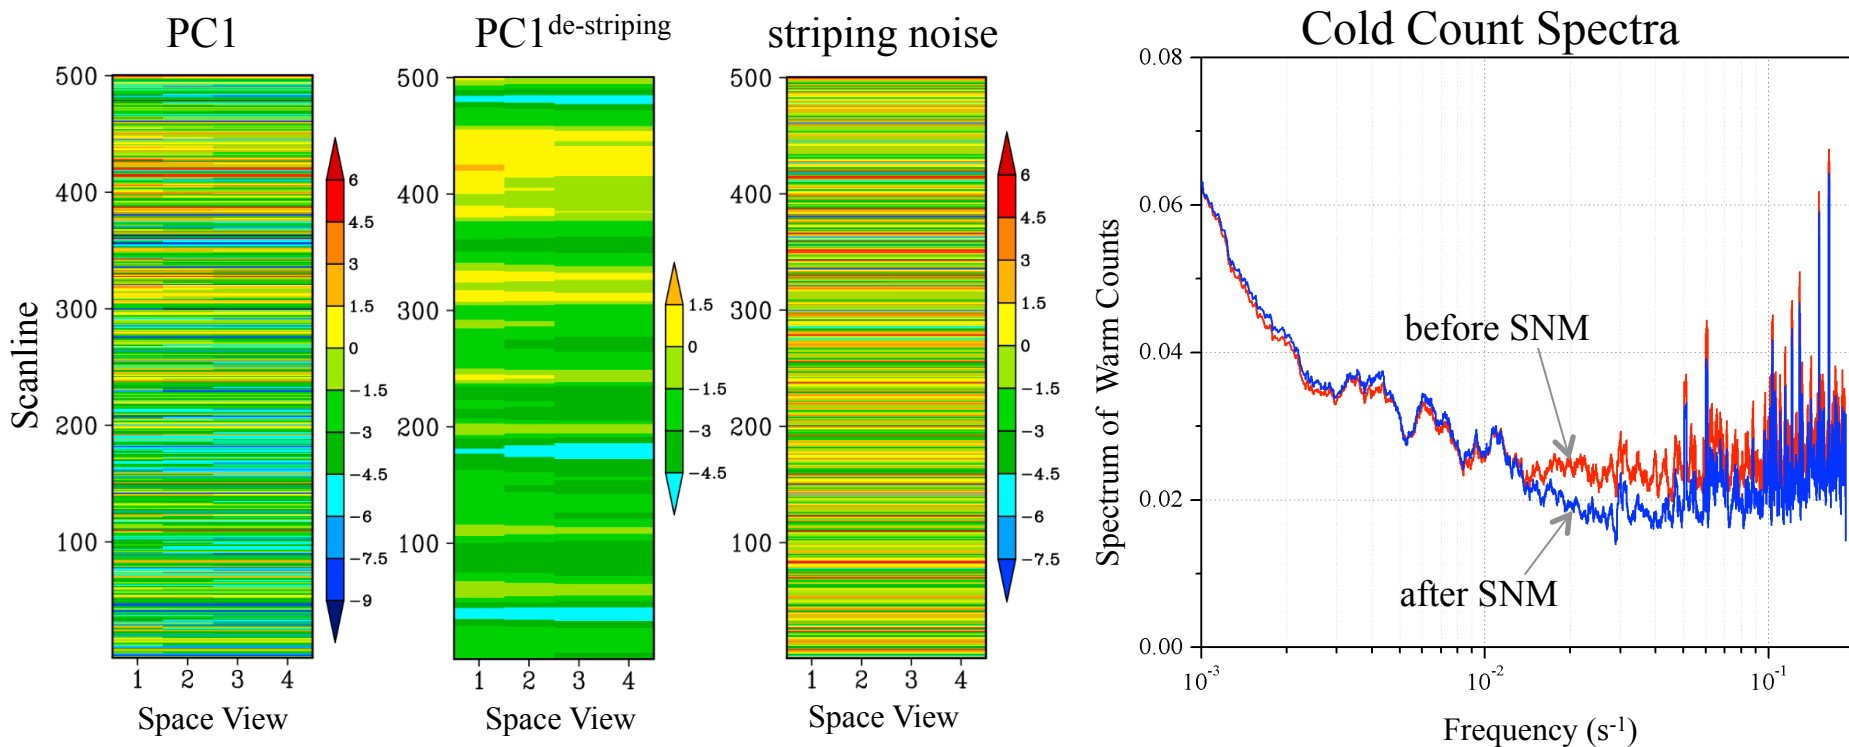 PC1
500
400
300
200
100
Scanline
1 2 3 4
Space View
6
4.5
3
1.5
0
−1.5
−3
−4.5
−6
−7.5
−9
PC1de-striping
500
400
300
200
100
1 2 3 4
Space View
1.5
0
−1.5
−3
−4.5
striping noise
500
400
300
200
100
1 2 3 4
Space View
6
4.5
3
1.5
0
−1.5
−3
−4.5
−6
−7.5
Cold Count Spectra
0.08
0.06
0.04
0.02
0.00
Spectrum of Warm Counts
before SNM
after SNM
10-3 10-2 10-1
Frequency (s-1)